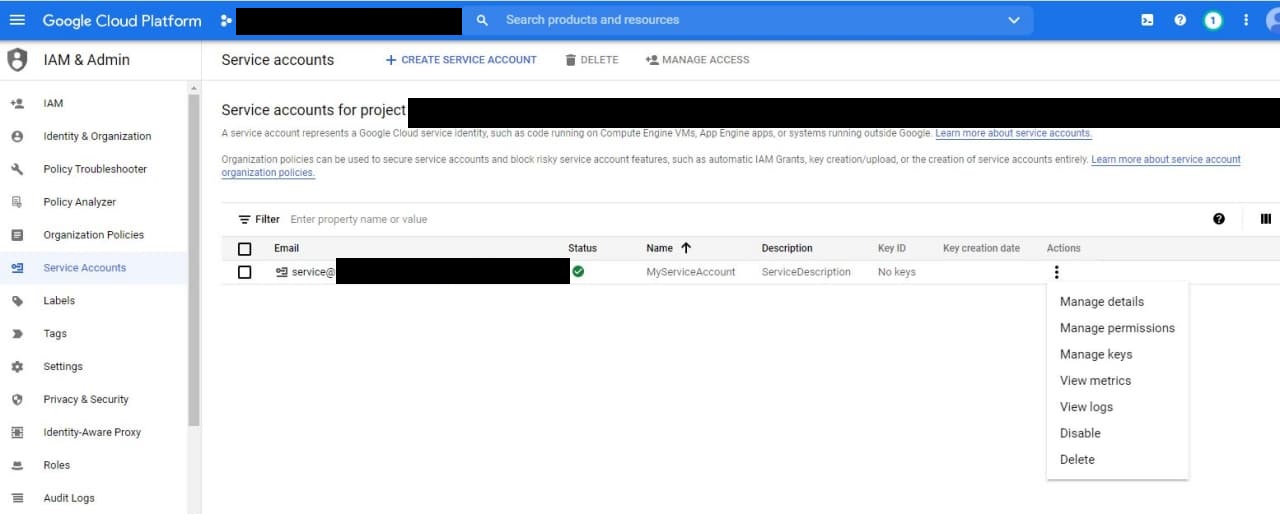 Google Cloud Platform
Search products and resources
1
IAM & Admin
Service accounts
+ CREATE SERVICE ACCOUNT
DELETE
MANAGE ACCESS
IAM
Identity & Organization
Policy Troubleshooter
Policy Analyzer
Organization Policies
Service Accounts
Labels
Tags
Settings
Privacy & Security
Identity-Aware Proxy
Roles
Audit Logs
Service accounts for project
A service account represents a Google Cloud service identity, such as code running on Compute Engine VMs, App Engine apps, or systems running outside Google. Learn more about service accounts.
Organization policies can be used to secure service accounts and block risky service account features, such as automatic IAM Grants, key creation/upload, or the creation of service accounts entirely. Learn more about service account
organization policies.
Filter Enter property name or value
Email Status Name Description Key ID Key creation date Actions
service@ MyServiceAccount ServiceDescription No keys
Manage details
Manage permissions
Manage keys
View metrics
View logs
Disable
Delete